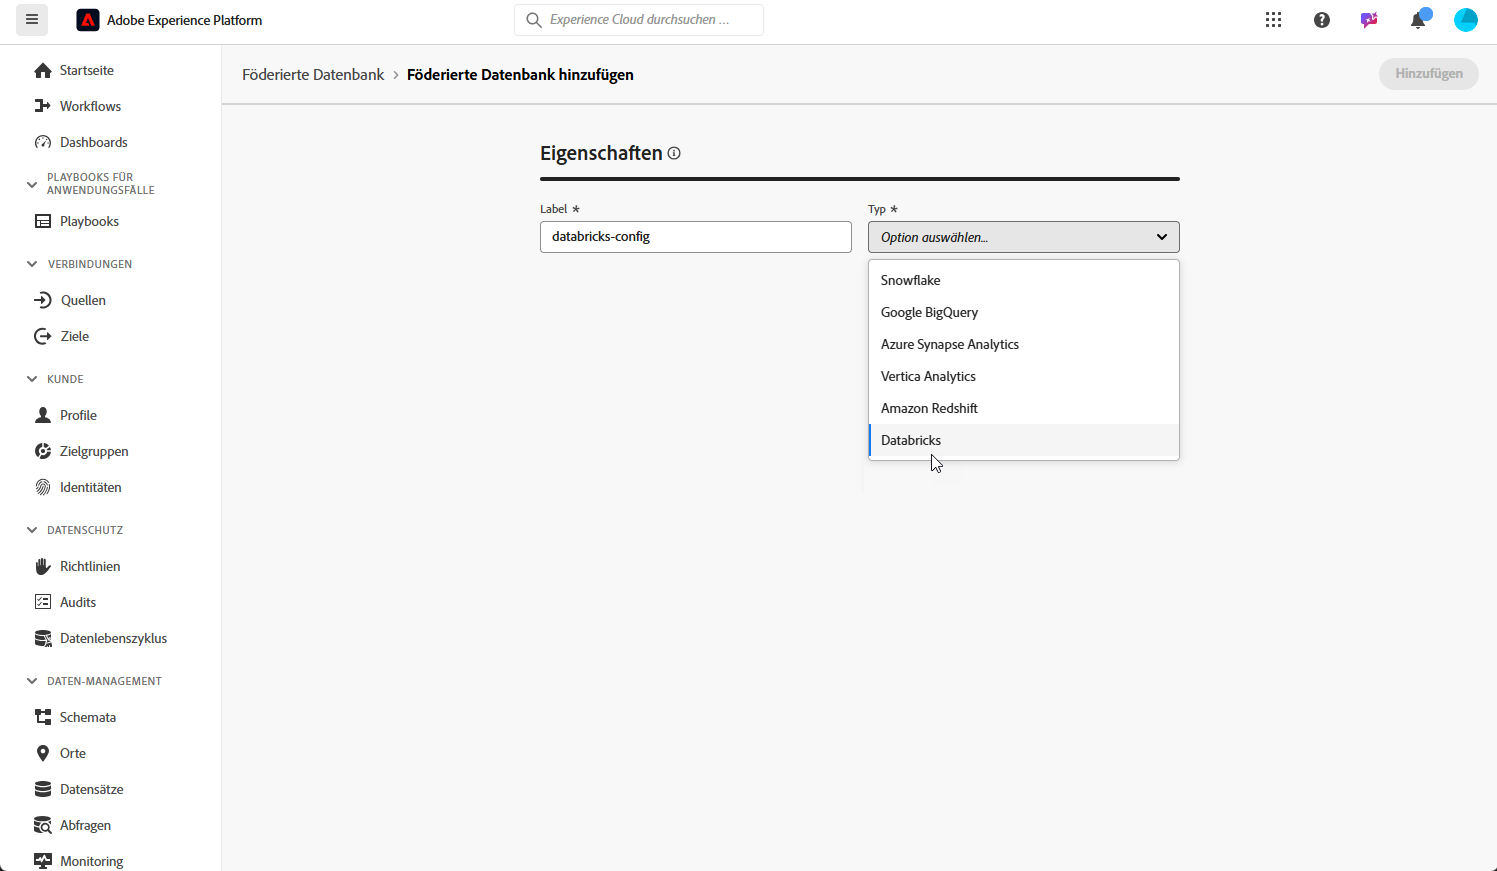 Adobe Experience Platform
Experience Cloud durchsuchen ...
Startseite
Workflows
Dashboards
PLAYBOOKS FÜR
ANWENDUNGSFÄLLE
Playbooks
VERBINDUNGEN
Quellen
Ziele
KUNDE
Profile
Zielgruppen
Identitäten
DATENSCHUTZ
Richtlinien
Audits
Datenlebenszyklus
DATEN-MANAGEMENT
Schemata
Orte
Datensätze
Abfragen
Monitoring
Föderierte Datenbank > Föderierte Datenbank hinzufügen
Hinzufügen
Eigenschaften
Label *
databricks-config
Typ *
Option auswählen...
Snowflake
Google BigQuery
Azure Synapse Analytics
Vertica Analytics
Amazon Redshift
Databricks